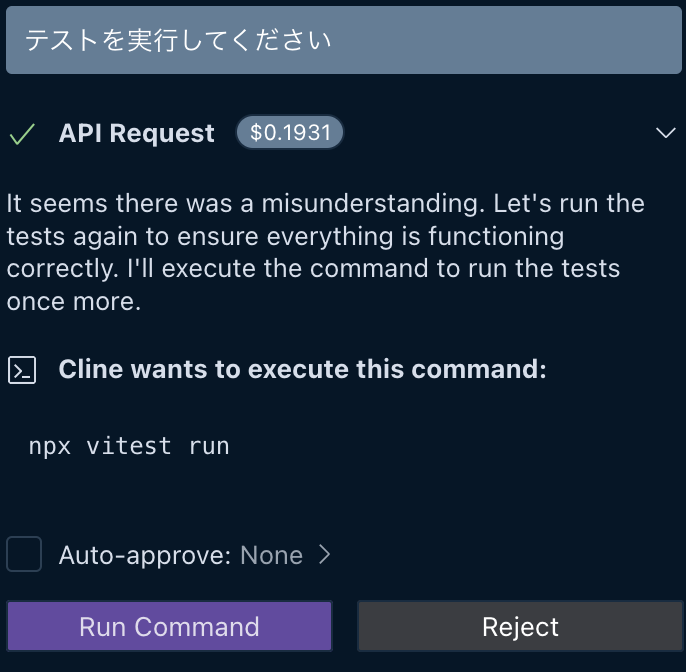 テストを実行してください
API Request $0.1931
It seems there was a misunderstanding. Let's run the
tests again to ensure everything is functioning
correctly. I'll execute the command to run the tests
once more.
Cline wants to execute this command:
npx vitest run
Auto-approve: None
Run Command
Reject